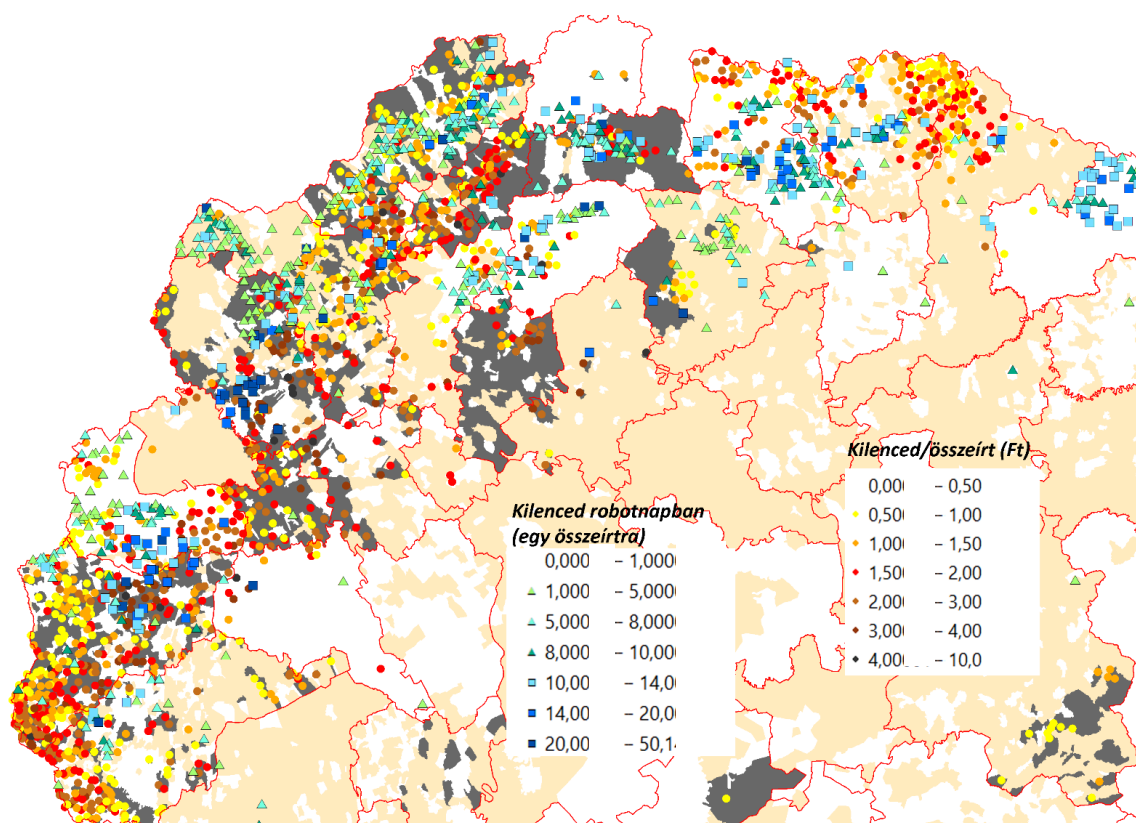 Kilenced/összeírt (Ft)
0,000 – 0,50
0,500 – 1,00
1,000 – 1,50
1,500 – 2,00
2,000 – 3,00
3,000 – 4,00
4,000 – 10,0
Kilenced robotnapban
(egy összeírtra)
0,000 – 1,0000
1,000 – 5,0000
5,000 – 8,0000
8,000 – 10,000
10,00 – 14,00
14,00 – 20,00
20,00 – 50,14